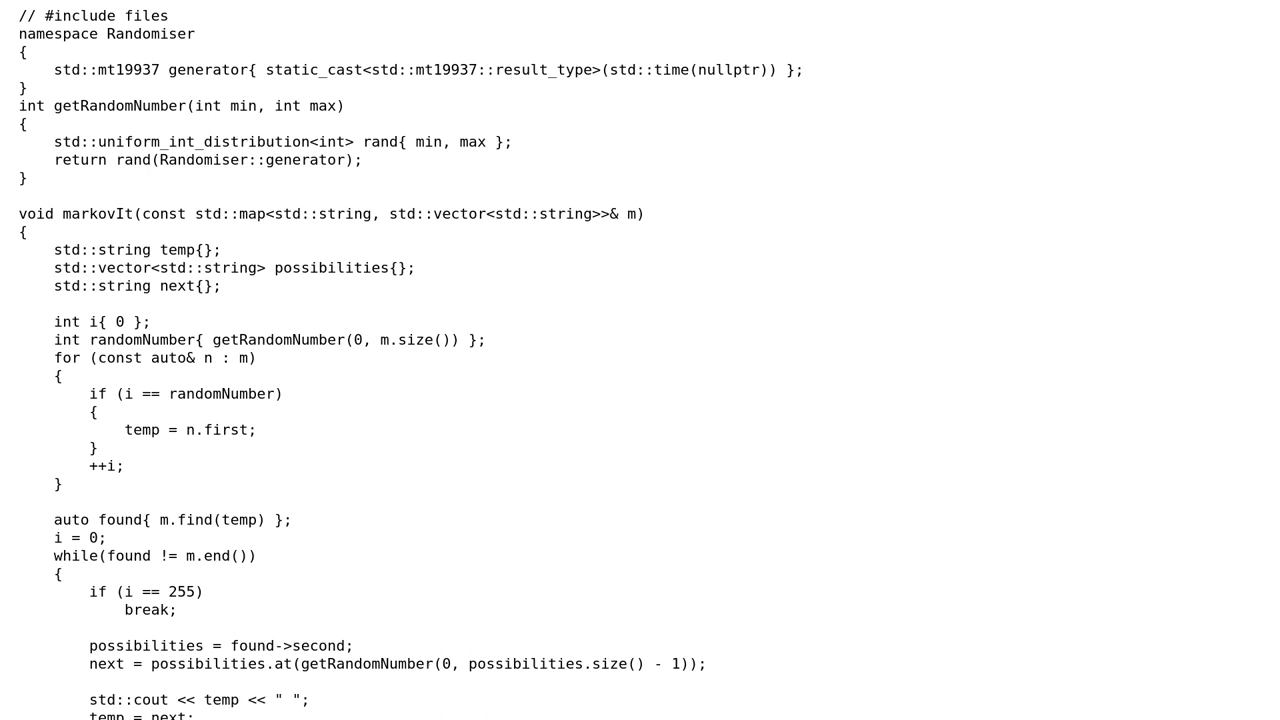 // #include files
namespace Randomiser
{
    std::mt19937 generator{ static_cast<std::mt19937::result_type>(std::time(nullptr)) };
}
int getRandomNumber(int min, int max)
{
    std::uniform_int_distribution<int> rand{ min, max };
    return rand(Randomiser::generator);
}

void markovIt(const std::map<std::string, std::vector<std::string>>& m)
{
    std::string temp{};
    std::vector<std::string> possibilities{};
    std::string next{};

    int i{ 0 };
    int randomNumber{ getRandomNumber(0, m.size()) };
    for (const auto& n : m)
    {
        if (i == randomNumber)
        {
            temp = n.first;
        }
        ++i;
    }

    auto found{ m.find(temp) };
    i = 0;
    while(found != m.end())
    {
        if (i == 255)
            break;

        possibilities = found->second;
        next = possibilities.at(getRandomNumber(0, possibilities.size() - 1));

        std::cout << temp << " ";
        temp = next;